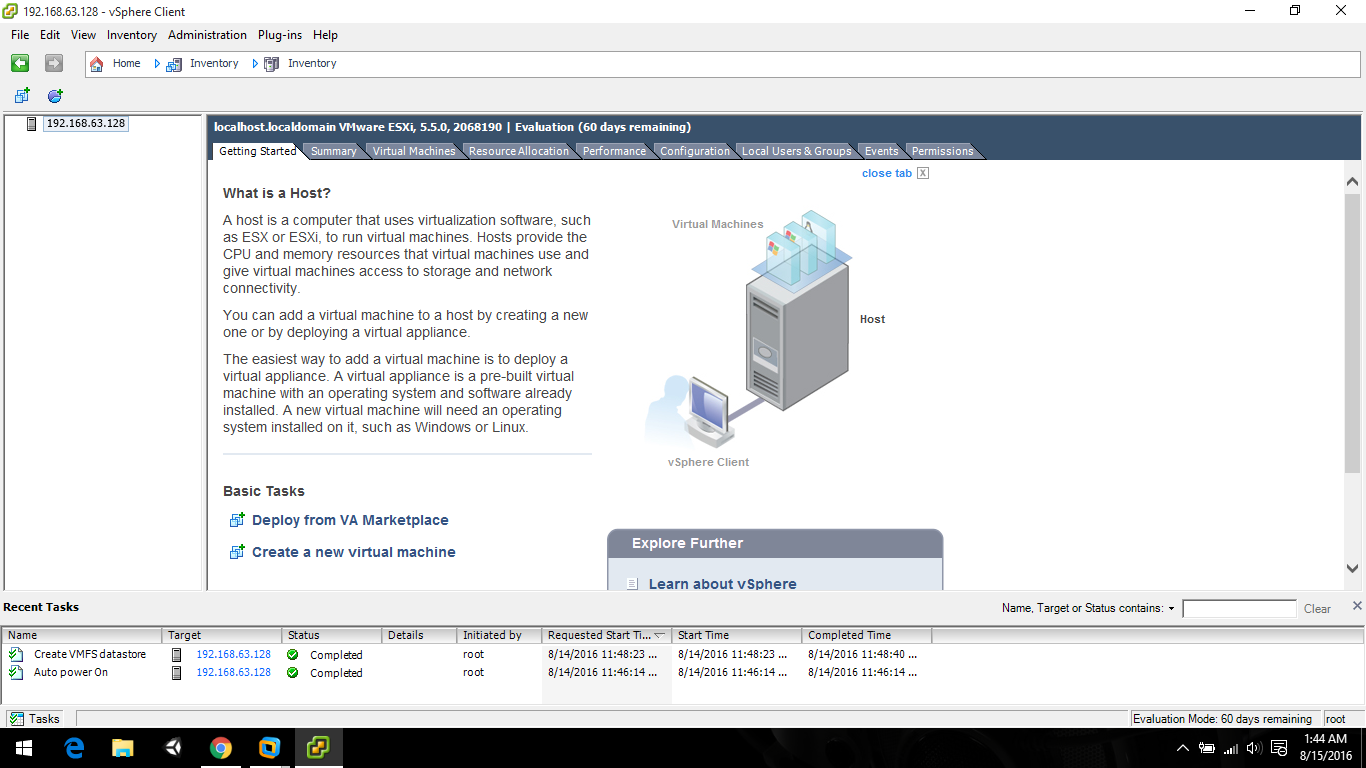 192.168.63.128 - vSphere Client
File Edit View Inventory Administration Plug-ins Help
Home Inventory Inventory
192.168.63.128
localhost.localdomain VMware ESXi, 5.5.0, 2068190 | Evaluation (60 days remaining)
Getting Started Summary Virtual Machines Resource Allocation Performance Configuration Local Users & Groups Events Permissions
close tab X
What is a Host?
A host is a computer that uses virtualization software, such
as ESX or ESXi, to run virtual machines. Hosts provide the
CPU and memory resources that virtual machines use and
give virtual machines access to storage and network
connectivity.
You can add a virtual machine to a host by creating a new
one or by deploying a virtual appliance.
The easiest way to add a virtual machine is to deploy a
virtual appliance. A virtual appliance is a pre-built virtual
machine with an operating system and software already
installed. A new virtual machine will need an operating
system installed on it, such as Windows or Linux.
Virtual Machines
Host
vSphere Client
Basic Tasks
Deploy from VA Marketplace
Create a new virtual machine
Explore Further
Learn about vSphere
Recent Tasks
Name, Target or Status contains: Clear
Name Target Status Details Initiated by Requested Start Ti... Start Time Completed Time
Create VMFS datastore 192.168.63.128 Completed root 8/14/2016 11:48:23 ... 8/14/2016 11:48:23 ... 8/14/2016 11:48:40 ...
Auto power On 192.168.63.128 Completed root 8/14/2016 11:46:14 ... 8/14/2016 11:46:14 ... 8/14/2016 11:46:14 ...
Tasks Evaluation Mode: 60 days remaining root
1:44 AM
8/15/2016